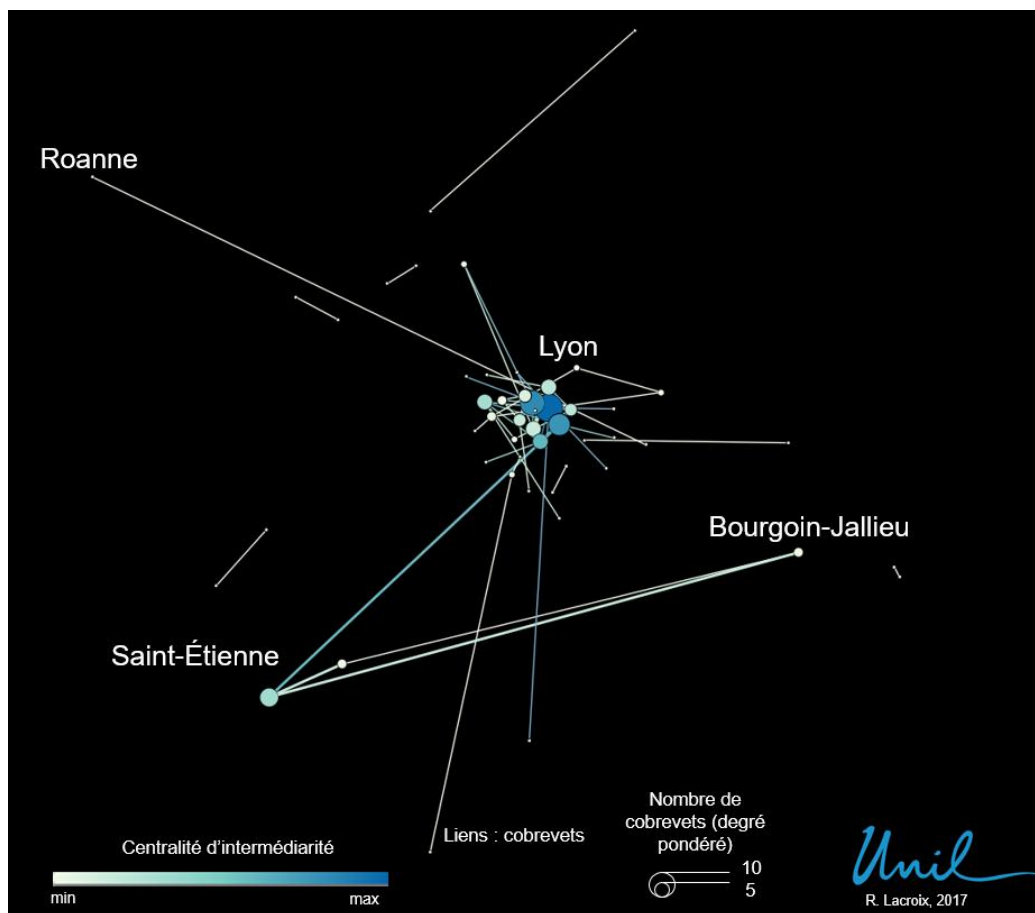 Roanne
Lyon
Bourgoin-Jallieu
Saint-Étienne
Nombre de
cobrevets (degré
pondéré)
Liens : cobrevets
Centralité d'intermédiarité
10
5
min
max
Unil
R. Lacroix, 2017